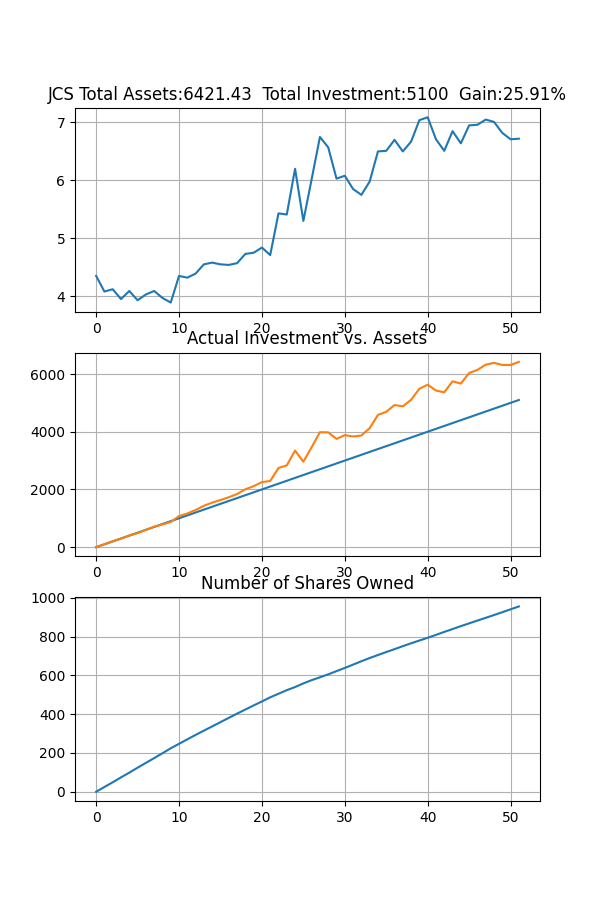 JCS Total Assets:6421.43  Total Investment:5100  Gain:25.91%
7
6
5
4
0 10 20 30 40 50
Actual Investment vs. Assets
6000
4000
2000
0
0 10 20 30 40 50
Number of Shares Owned
1000
800
600
400
200
0
0 10 20 30 40 50